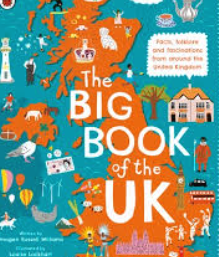 Facts, folklore
and fascinations
from around the
United Kingdom
The
BIG
BOOK
of the
UK
Written by
Imogen Russell Williams
Illustrated by
Louise Lockhart